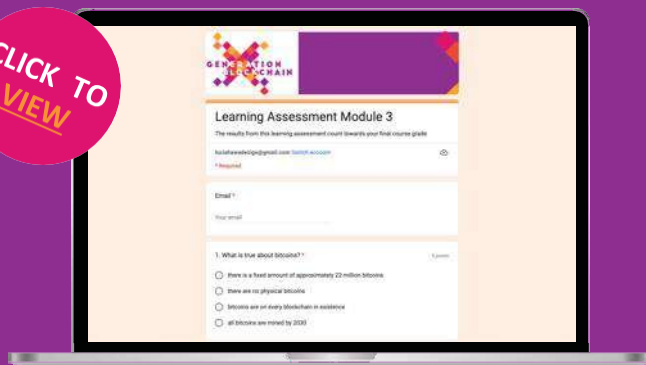 CLICK TO
VIEW
GENERATION
BLOCKCHAIN
Learning Assessment Module 3
The results from this learning assessment count towards your final course grade
Switch account
* Required
Email *
Your email
1. What is true about bitcoins? *
there is a fixed amount of approximately 22 million bitcoins
there are no physical bitcoins
bitcoins are on every blockchain in existence
all bitcoins are mined by 2030